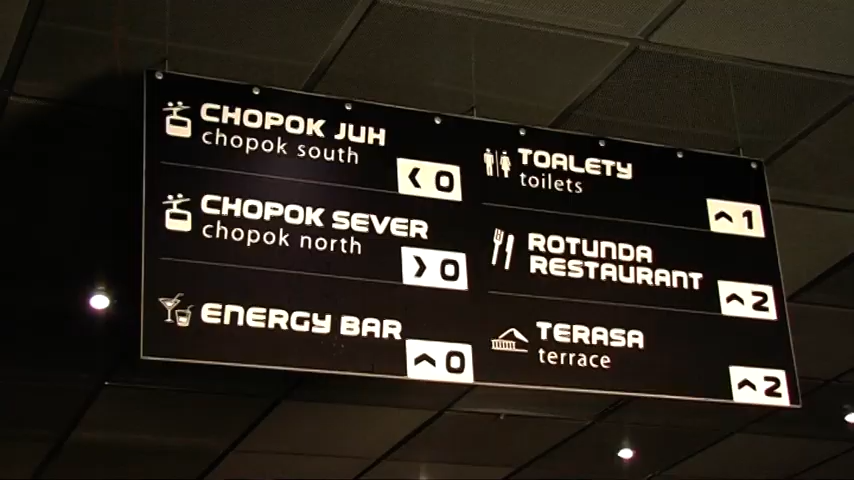 CHOPOK JUH
chopok south
< 0
CHOPOK SEVER
chopok north
> 0
ENERGY BAR
^ 0
TOALETY
toilets
^ 1
ROTUNDA
RESTAURANT
^ 2
TERASA
terrace
^ 2